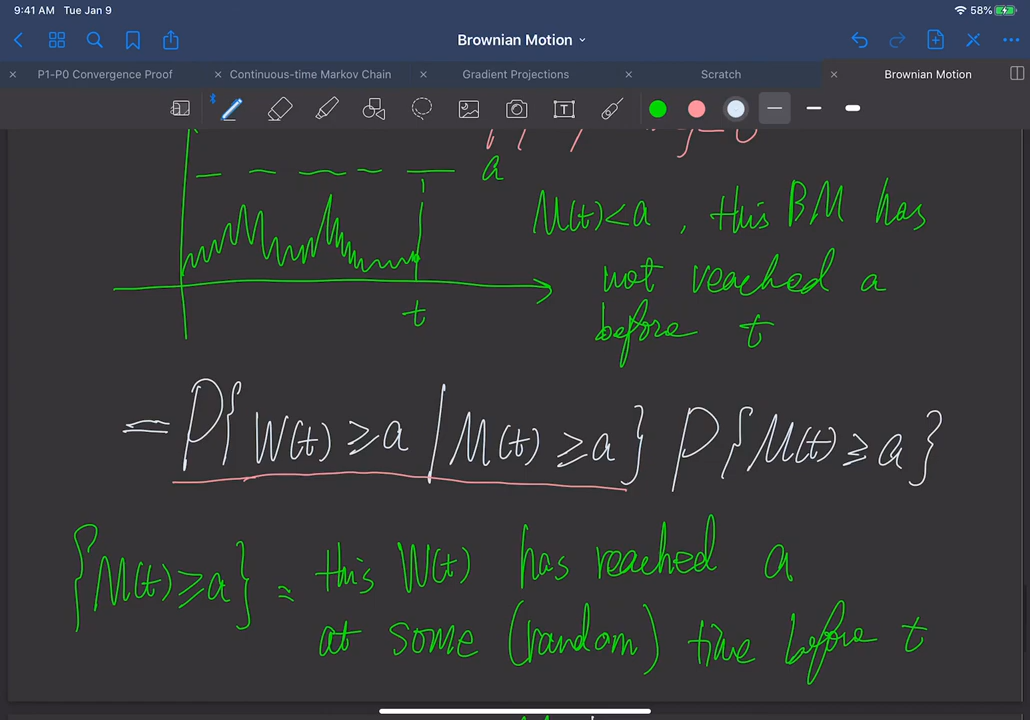 9:41 AM Tue Jan 9
58%
Brownian Motion
P1-P0 Convergence Proof
Continuous-time Markov Chain
Gradient Projections
Scratch
Brownian Motion
a
M(t)<a, this BM has
not reached a
before t
t
=P{W(t)≥a|M(t)≥a} P{M(t)≥a}
{M(t)≥a} = this W(t) has reached a
at some (random) time before t